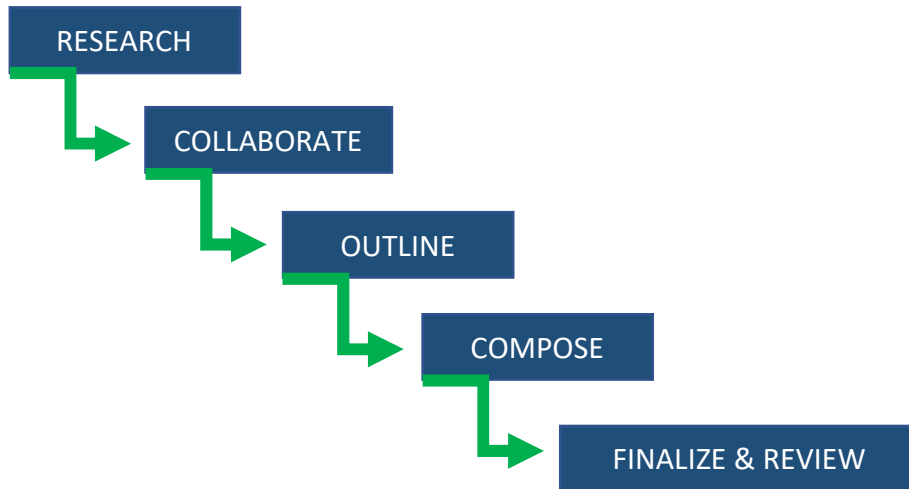 RESEARCH
COLLABORATE
OUTLINE
COMPOSE
FINALIZE & REVIEW